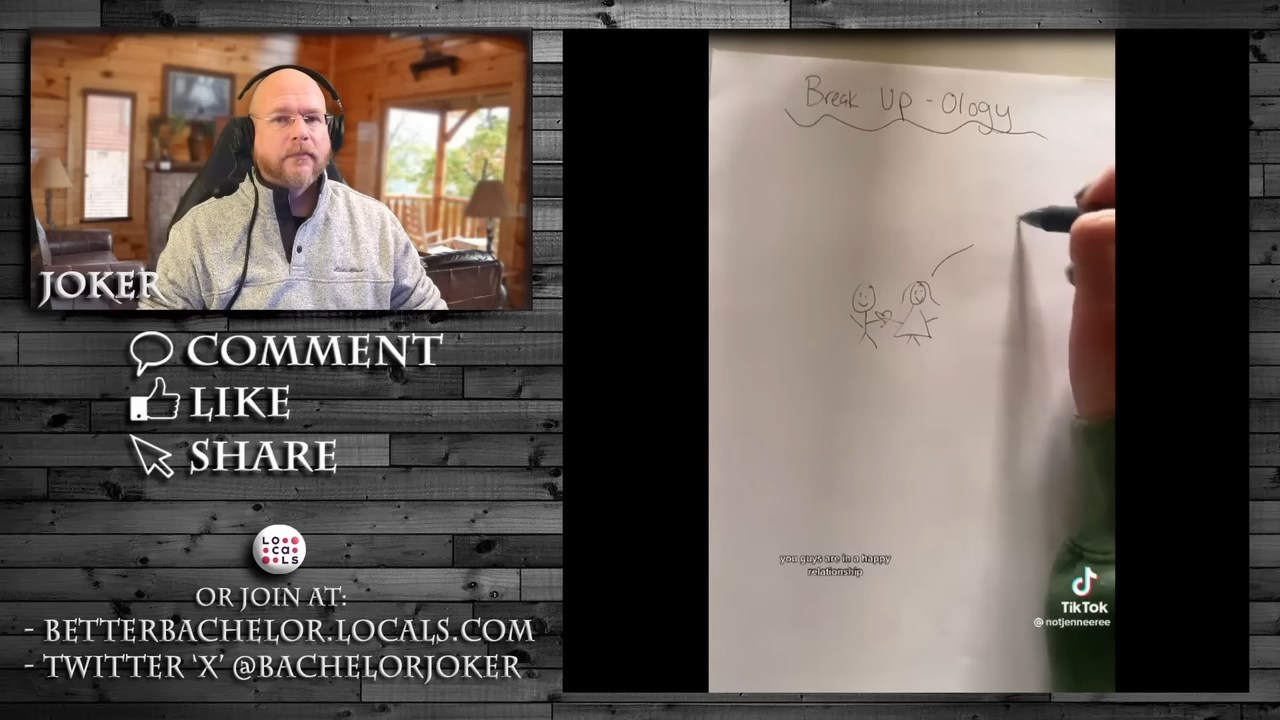 JOKER
COMMENT
LIKE
SHARE
LO
Ca
LS
OR JOIN AT:
- BETTERBACHELOR.LOCALS.COM
- TWITTER 'X' @BACHELORJOKER
Break Up - Ology
you guys are in a happy
relationship
TikTok
@notjenneeree